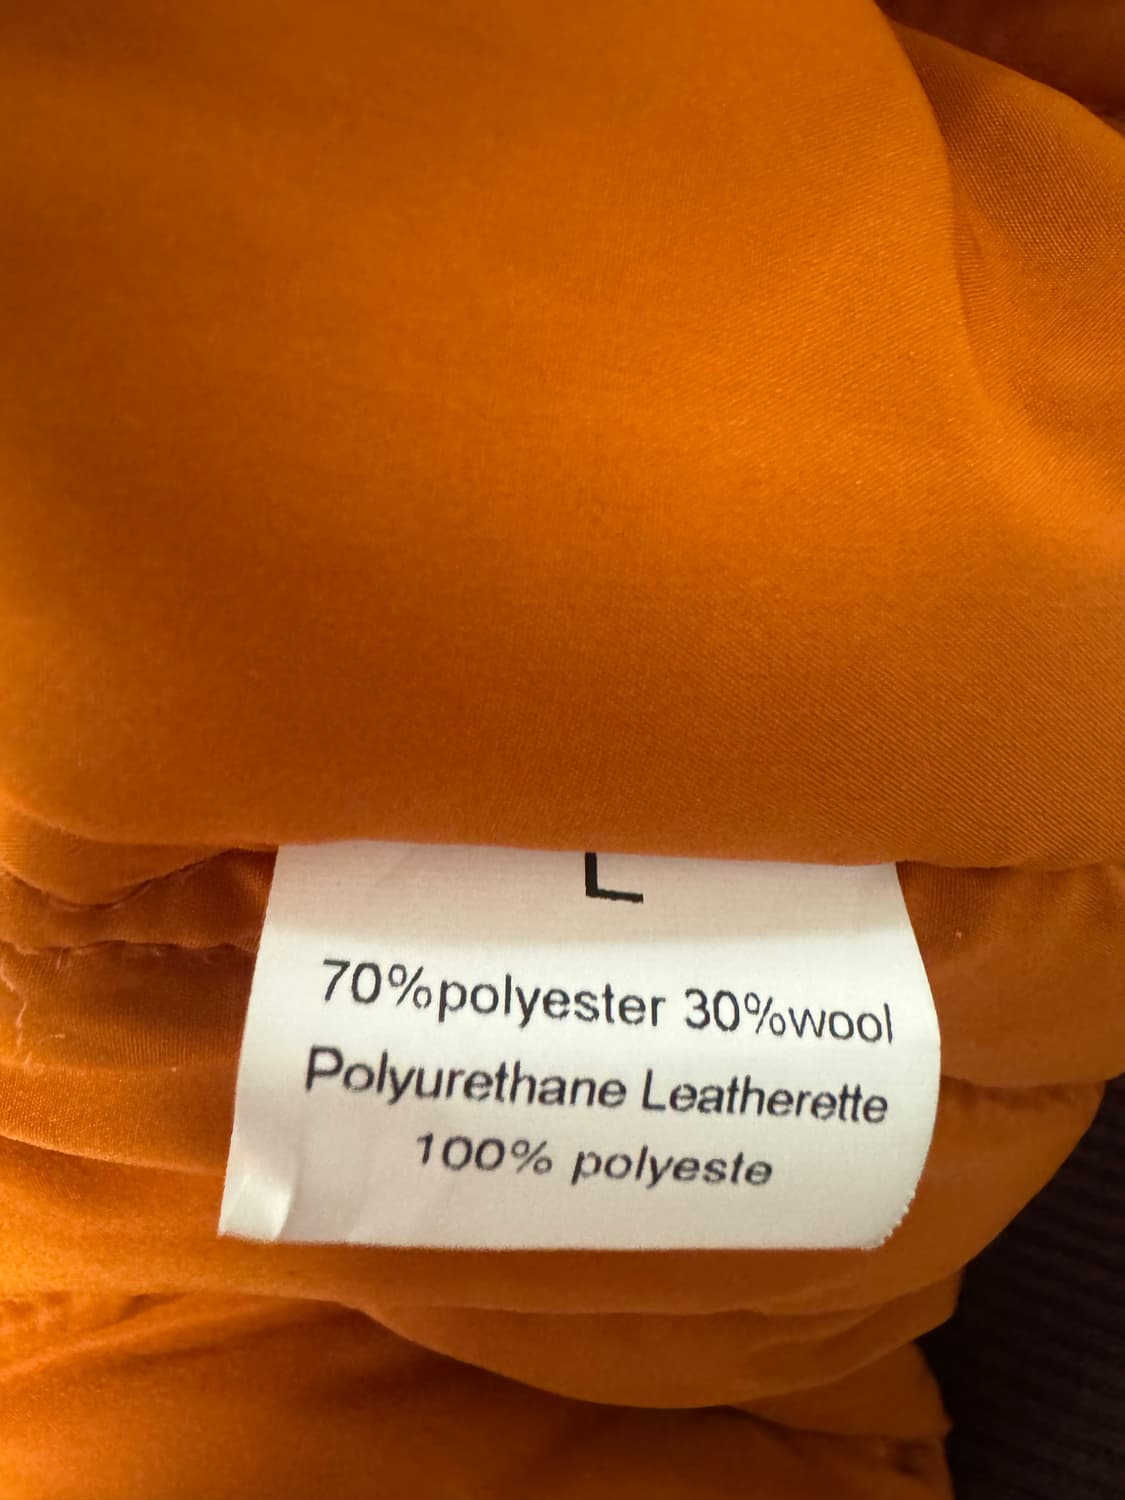 L
70%polyester 30%wool
Polyurethane Leatherette
100% polyeste